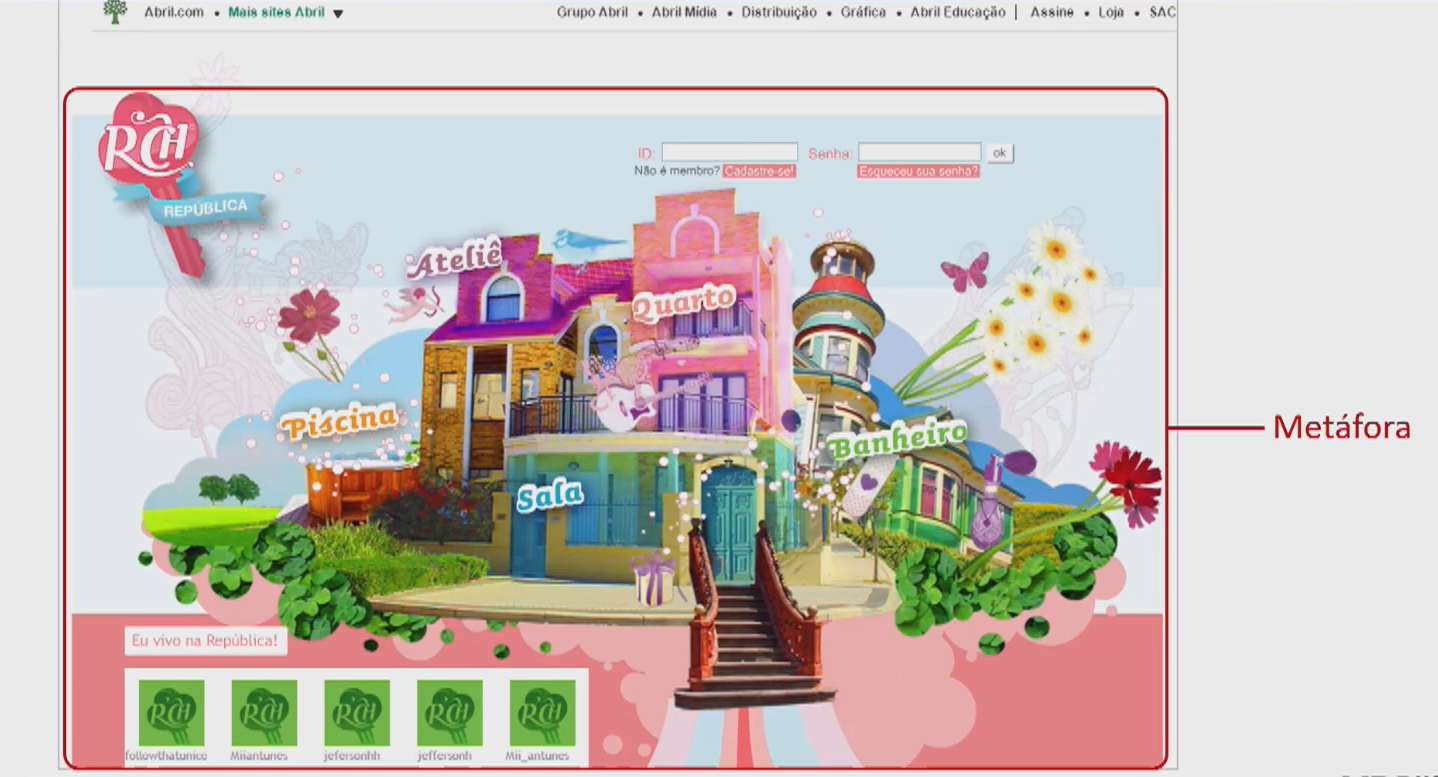 Abril.com • Mais sites Abril ▼ Grupo Abril • Abril Mídia • Distribuição • Gráfica • Abril Educação | Assine • Loja • SAC
RCH
REPÚBLICA
ID: Senha: ok
Não é membro? Cadastre-se! Esqueceu sua senha?
Ateliê
Quarto
Piscina
Banheiro
Sala
Metáfora
Eu vivo na República!
RCH RCH RCH RCH RCH
followthatunico Miiantunes jefersonhh jeffersonh Mii_antunes